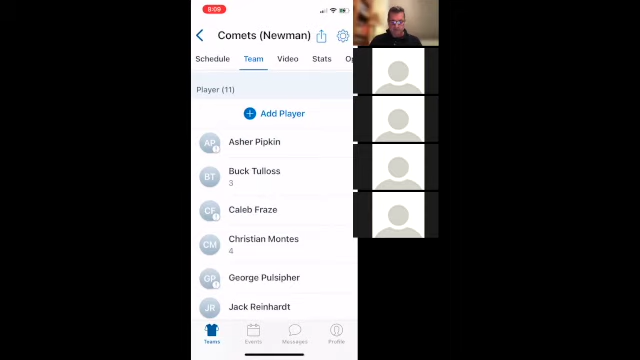 8:09
Comets (Newman)
Schedule Team Video Stats Op
Player (11)
Add Player
AP Asher Pipkin
BT Buck Tulloss
3
CF Caleb Fraze
CM Christian Montes
4
GP George Pulsipher
JR Jack Reinhardt
Teams Events Messages Profile